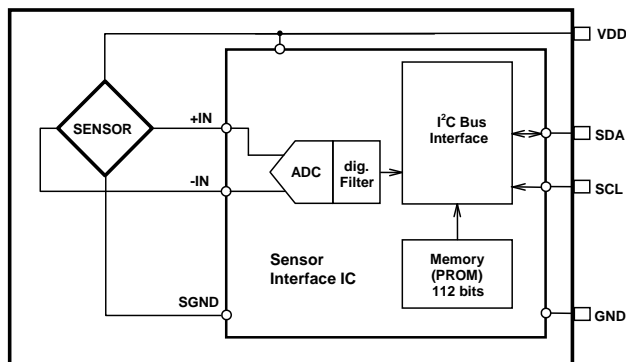 VDD
SENSOR
+IN
-IN
ADC
dig.
Filter
I²C Bus
Interface
SDA
SCL
Sensor
Interface IC
Memory
(PROM)
112 bits
SGND
GND